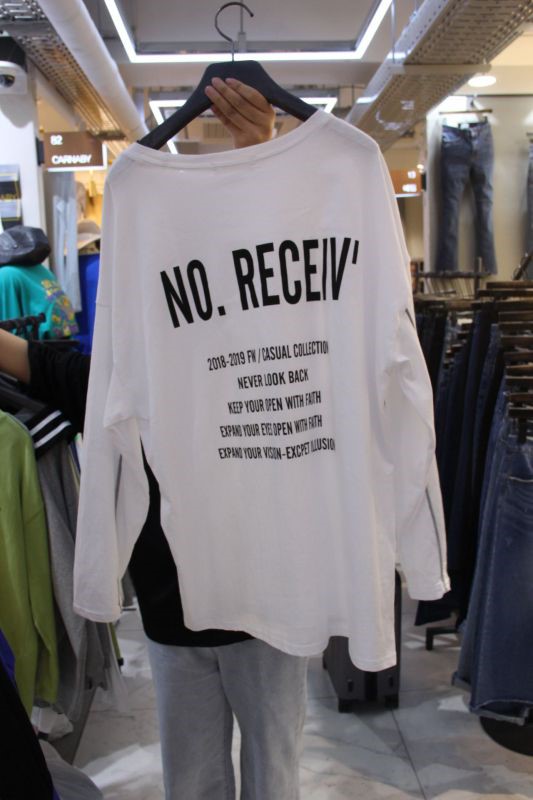 82
CARNABY
NO. RECEIV'
2018-2019 FW / CASUAL COLLECTION
NEVER LOOK BACK
KEEP YOUR OPEN WITH FAITH
EXPAND YOUR EYES OPEN WITH FAITH
EXPAND YOUR VISION-EXCPET ILLUSION